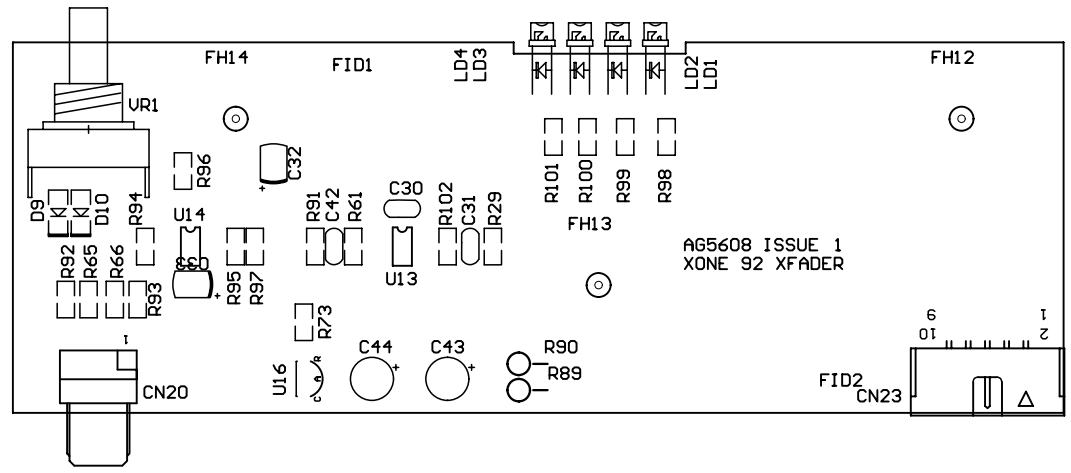 FH14
FID1
LD4
LD3
LD2
LD1
FH12
VR1
R96
C32
R101
R100
R99
R98
D9
D10
R94
U14
R91
C42
R61
C30
R102
C31
R29
FH13
AG5608 ISSUE 1
XONE 92 XFADER
R92
R65
R66
R93
C33
R95
R97
U13
R73
9
10
1
2
1
C44
C43
R90
R89
U16
R
A
C
CN20
FID2
CN23